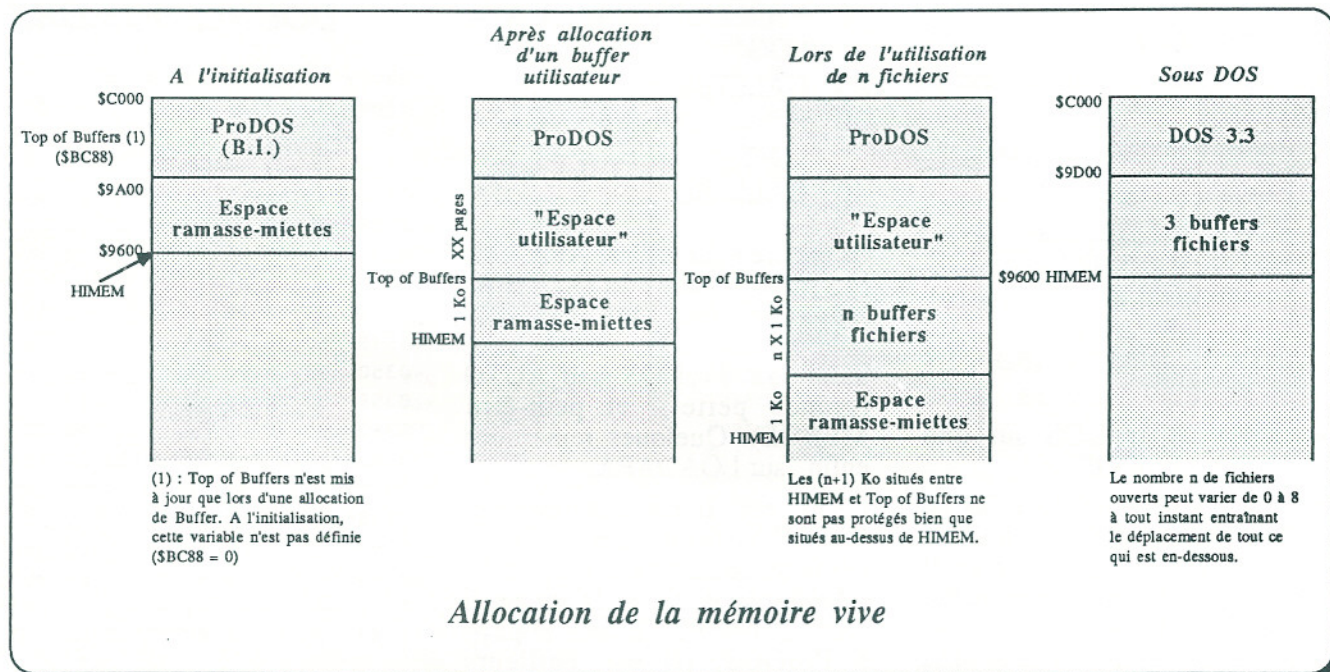 A l'initialisation
$C000
ProDOS
(B.I.)
Top of Buffers (1)
($BC88)
$9A00
Espace
ramasse-miettes
$9600
HIMEM
(1) : Top of Buffers n'est mis
à jour que lors d'une allocation
de Buffer. A l'initialisation,
cette variable n'est pas définie
($BC88 = 0)
Après allocation
d'un buffer
utilisateur
ProDOS
XX pages
"Espace
utilisateur"
Top of Buffers
1 Ko
Espace
ramasse-miettes
HIMEM
Lors de l'utilisation
de n fichiers
ProDOS
"Espace
utilisateur"
Top of Buffers
n X 1 Ko
n buffers
fichiers
1 Ko
Espace
ramasse-miettes
HIMEM
Les (n+1) Ko situés entre
HIMEM et Top of Buffers ne
sont pas protégés bien que
situés au-dessus de HIMEM.
Sous DOS
$C000
DOS 3.3
$9D00
3 buffers
fichiers
$9600 HIMEM
Le nombre n de fichiers
ouverts peut varier de 0 à 8
à tout instant entraînant
le déplacement de tout ce
qui est en-dessous.
Allocation de la mémoire vive